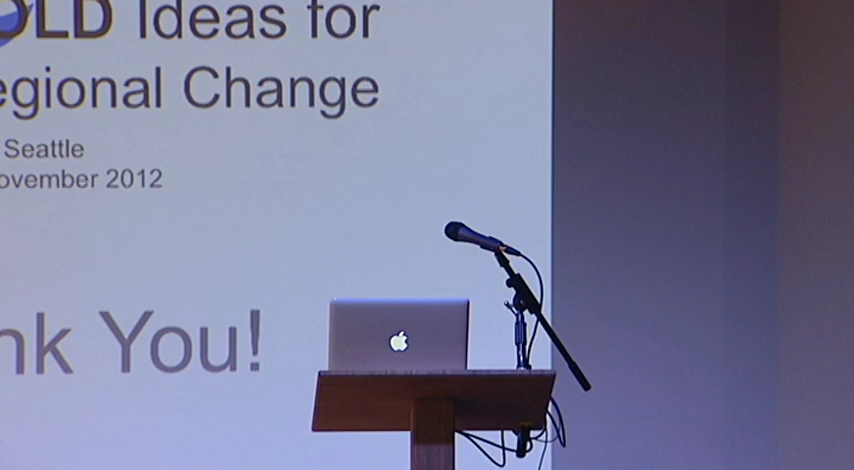 OLD Ideas for
egional Change
Seattle
ovember 2012
nk You!